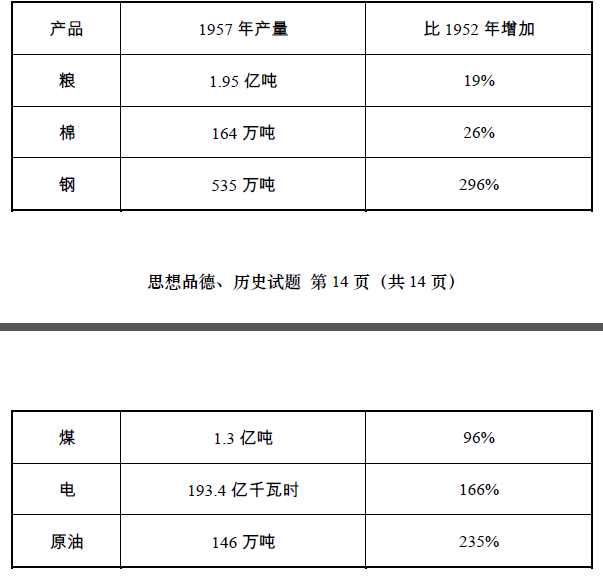 产品 1957 年产量 比 1952 年增加
粮 1.95 亿吨 19%
棉 164 万吨 26%
钢 535 万吨 296%
思想品德、历史试题 第 14 页（共 14 页）
煤 1.3 亿吨 96%
电 193.4 亿千瓦时 166%
原油 146 万吨 235%